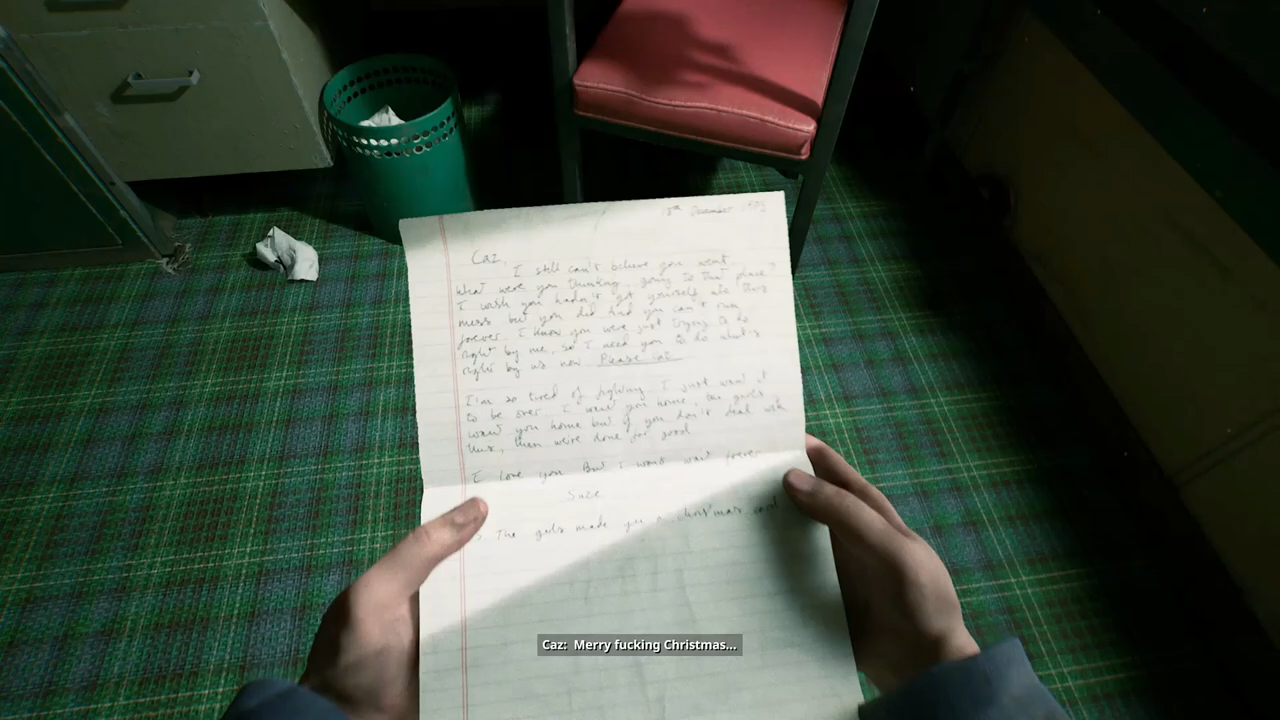 18th December 1975
Caz,
I still can't believe you went.
What were you thinking, going to that place?
I wish you hadn't got yourself into this
mess but you did and you can't run
forever. I know you were just trying to do
right by me, so I need you to do what's
right by us now. Please Caz
I'm so tired of fighting. I just want it
to be over. I want you home, the girls
want you home but if you don't deal with
this, then we're done for good
I love you But I won't wait forever
Suze
The girls made you a christmas card
Caz: Merry fucking Christmas...